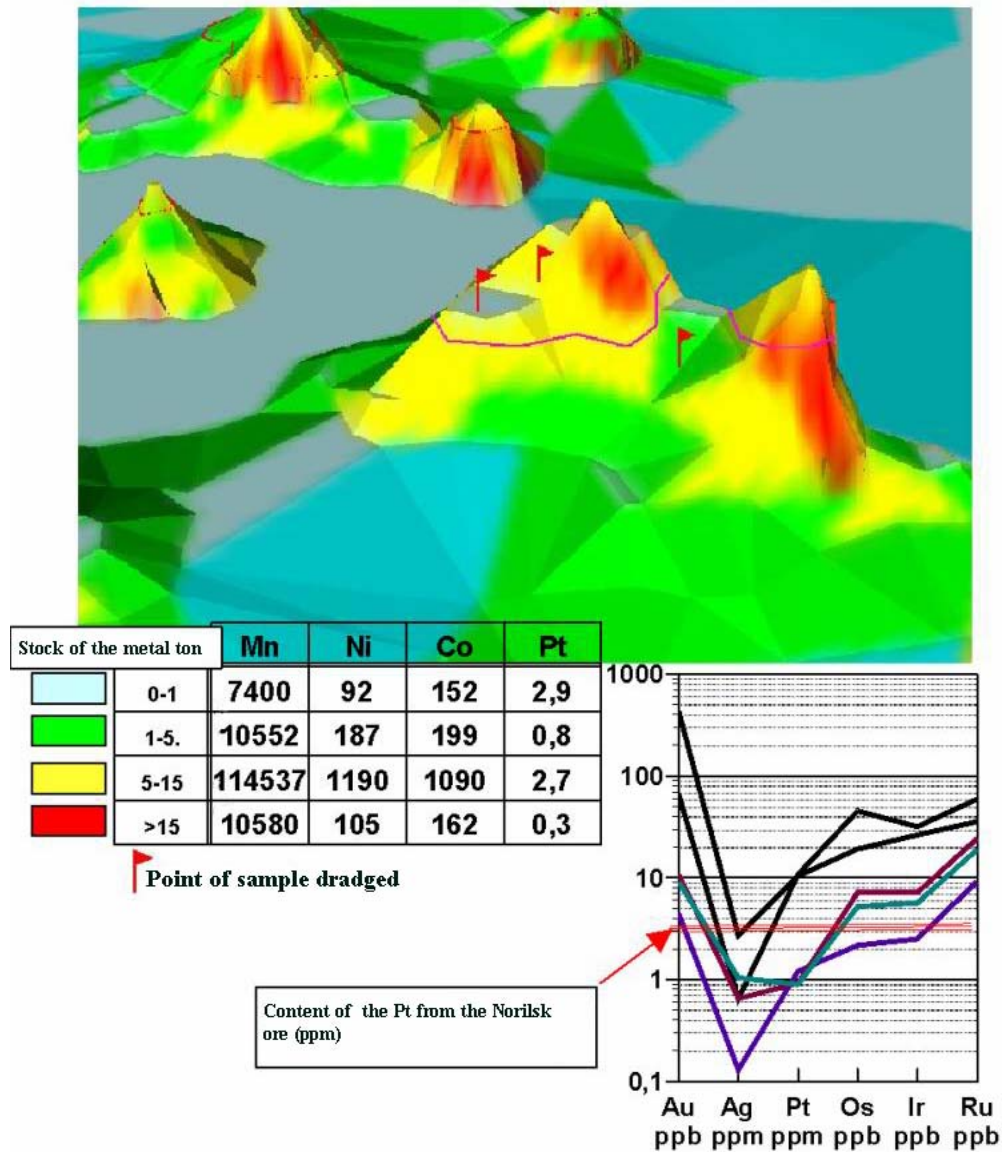 Stock of the metal ton Mn Ni Co Pt
0-1 7400 92 152 2,9
1-5. 10552 187 199 0,8
5-15 114537 1190 1090 2,7
>15 10580 105 162 0,3
Point of sample dradged
Content of the Pt from the Norilsk
ore (ppm)
1000
100
10
1
0,1
Au Ag Pt Os Ir Ru
ppb ppm ppm ppb ppb ppb